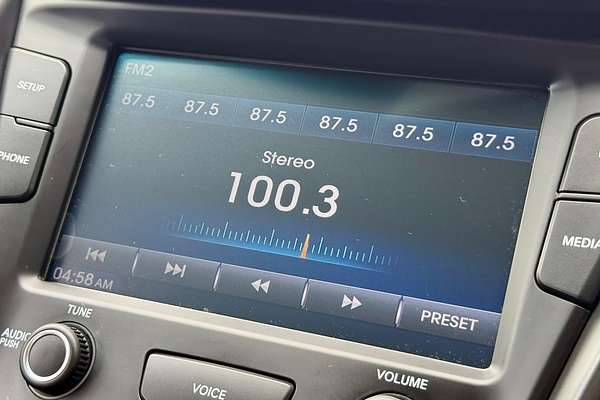 FM2
SETUP
87.5 87.5 87.5 87.5 87.5 87.5
PHONE
Stereo
100.3
MEDIA
04:58 AM
PRESET
TUNE
AUDIO
PUSH
VOICE
VOLUME